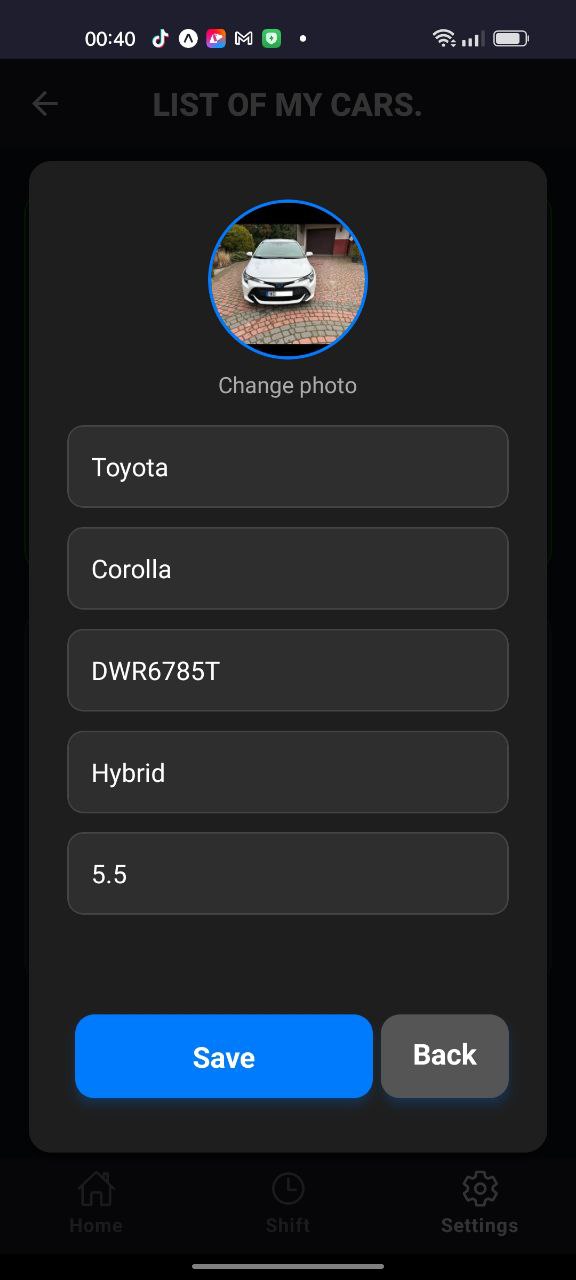 00:40
LIST OF MY CARS.
Change photo
Toyota
Corolla
DWR6785T
Hybrid
5.5
Save Back
Home Shift Settings